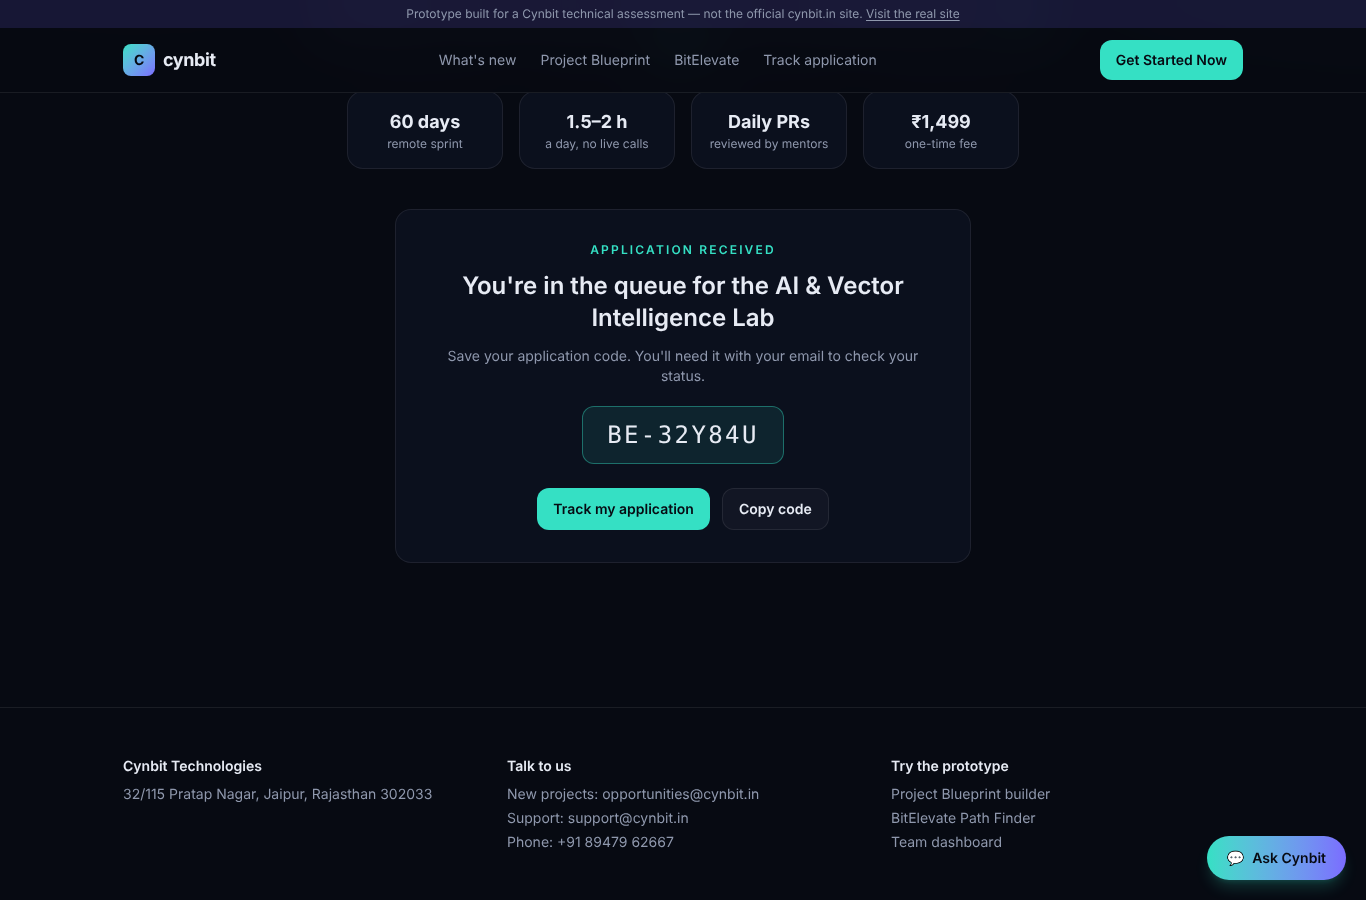 Prototype built for a Cynbit technical assessment — not the official cynbit.in site. Visit the real site
C cynbit
What's new
Project Blueprint
BitElevate
Track application
Get Started Now
60 days
remote sprint
1.5–2 h
a day, no live calls
Daily PRs
reviewed by mentors
₹1,499
one-time fee
APPLICATION RECEIVED
You're in the queue for the AI & Vector
Intelligence Lab
Save your application code. You'll need it with your email to check your
status.
BE-32Y84U
Track my application
Copy code
Cynbit Technologies
32/115 Pratap Nagar, Jaipur, Rajasthan 302033
Talk to us
New projects: opportunities@cynbit.in
Support: support@cynbit.in
Phone: +91 89479 62667
Try the prototype
Project Blueprint builder
BitElevate Path Finder
Team dashboard
Ask Cynbit